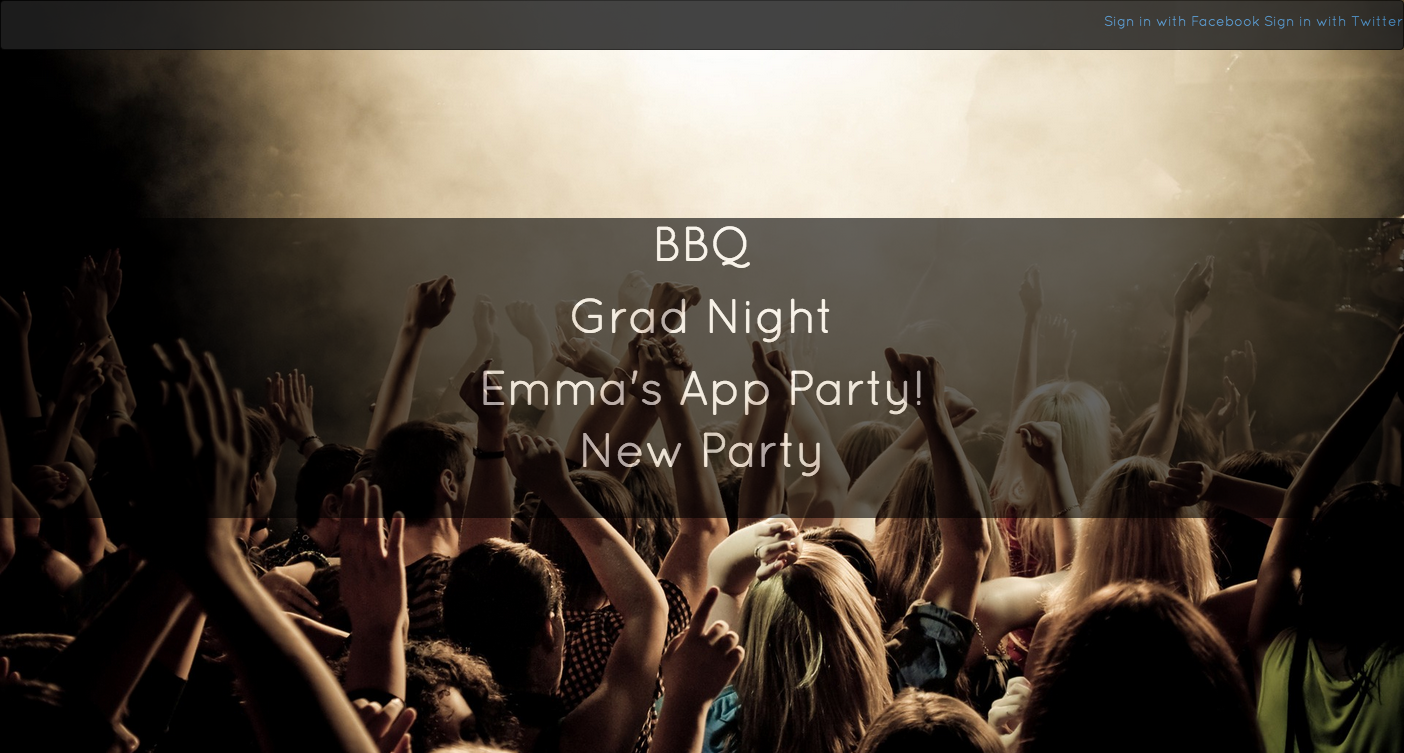 Sign in with Facebook Sign in with Twitter
BBQ
Grad Night
Emma's App Party!
New Party